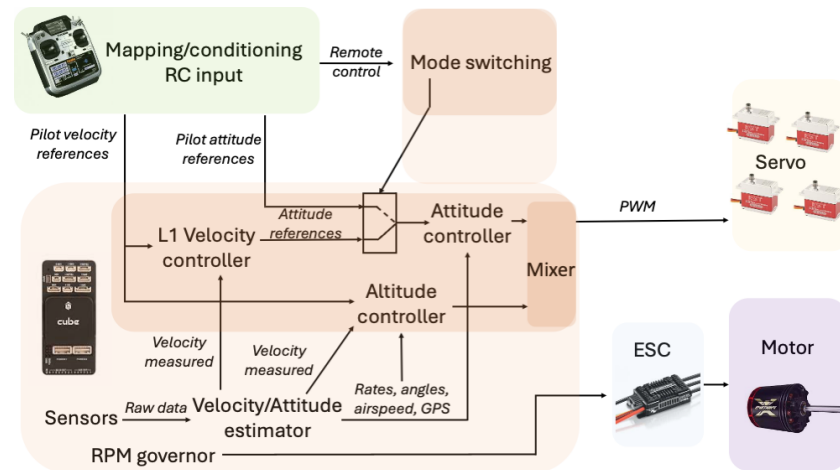 Mapping/conditioning
RC input
Remote
control
Mode switching
Pilot velocity
references
Pilot attitude
references
Servo
PWM
Attitude
references
L1 Velocity
controller
Attitude
controller
Mixer
Altitude
controller
cube
Velocity
measured
Velocity
measured
Rates, angles,
airspeed, GPS
ESC
Motor
Sensors
Raw data
Velocity/Attitude
estimator
RPM governor